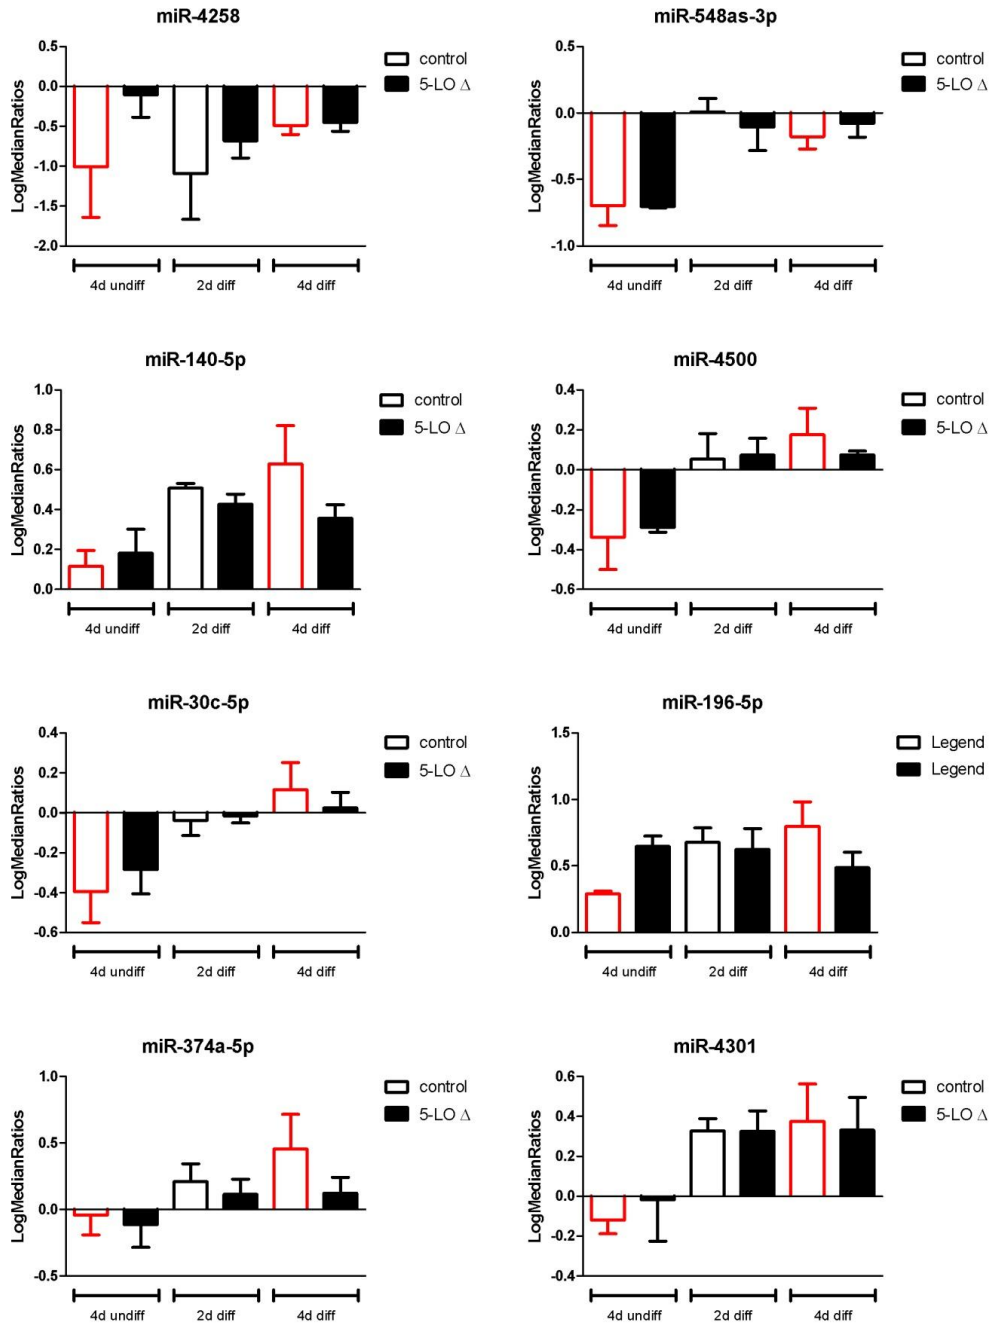 miR-4258
LogMedianRatios
0.5
0.0
-0.5
-1.0
-1.5
-2.0
4d undiff 2d diff 4d diff
control
5-LO Δ
miR-548as-3p
LogMedianRatios
0.5
0.0
-0.5
-1.0
4d undiff 2d diff 4d diff
control
5-LO Δ
miR-140-5p
LogMedianRatios
1.0
0.8
0.6
0.4
0.2
0.0
4d undiff 2d diff 4d diff
control
5-LO Δ
miR-4500
LogMedianRatios
0.4
0.2
0.0
-0.2
-0.4
-0.6
4d undiff 2d diff 4d diff
control
5-LO Δ
miR-30c-5p
LogMedianRatios
0.4
0.2
0.0
-0.2
-0.4
-0.6
4d undiff 2d diff 4d diff
control
5-LO Δ
miR-196-5p
LogMedianRatios
1.5
1.0
0.5
0.0
4d undiff 2d diff 4d diff
Legend
Legend
miR-374a-5p
LogMedianRatios
1.0
0.5
0.0
-0.5
4d undiff 2d diff 4d diff
control
5-LO Δ
miR-4301
LogMedianRatios
0.6
0.4
0.2
0.0
-0.2
-0.4
4d undiff 2d diff 4d diff
control
5-LO Δ